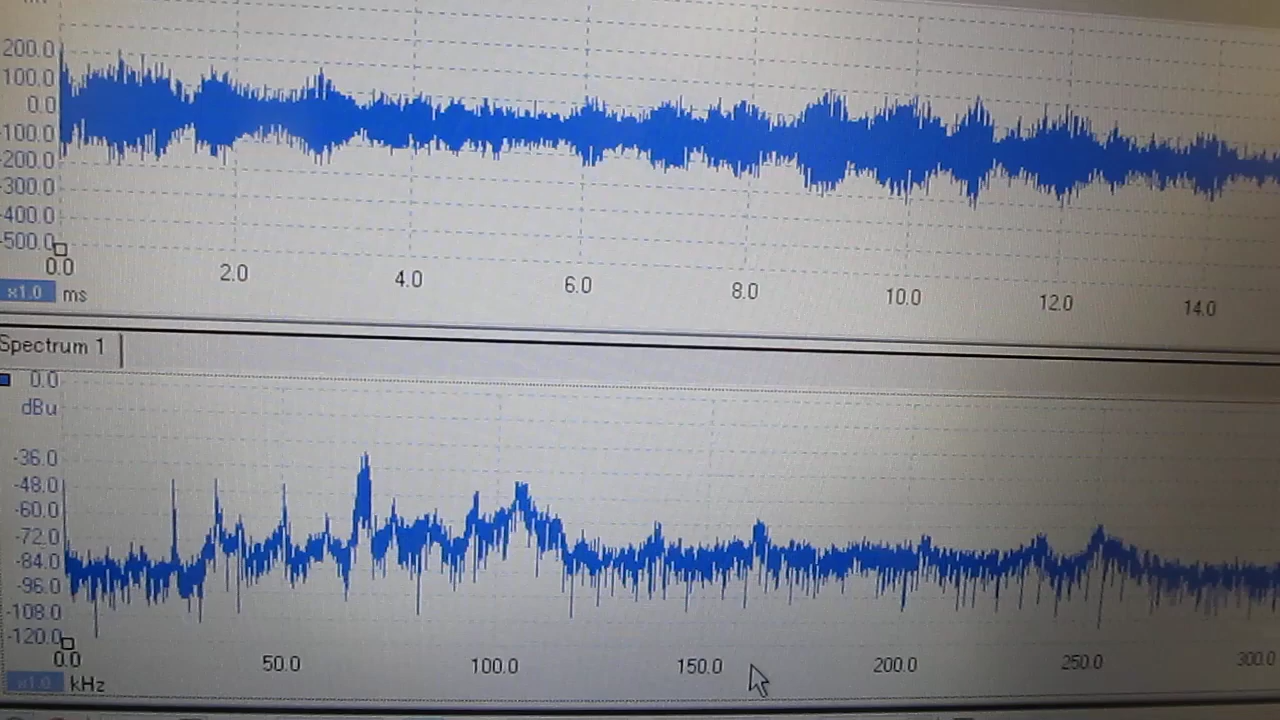 200.0
100.0
0.0
-100.0
-200.0
-300.0
-400.0
-500.0
0.0 2.0 4.0 6.0 8.0 10.0 12.0 14.0
x1.0 ms
Spectrum 1
0.0
dBu
-36.0
-48.0
-60.0
-72.0
-84.0
-96.0
-108.0
-120.0
0.0 50.0 100.0 150.0 200.0 250.0 300.0
x1.0 kHz